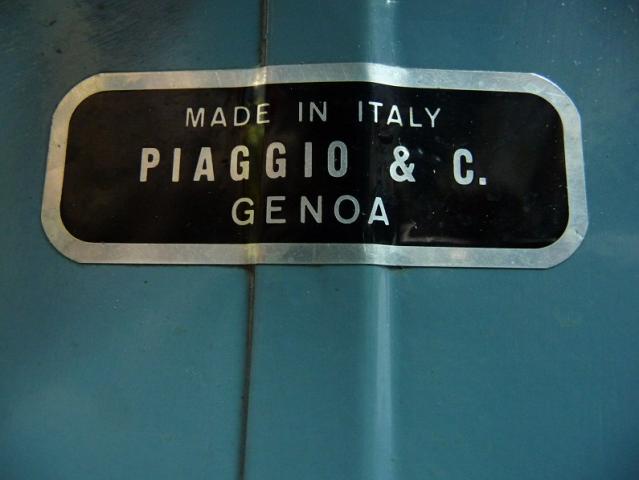 MADE IN ITALY
PIAGGIO & C.
GENOA